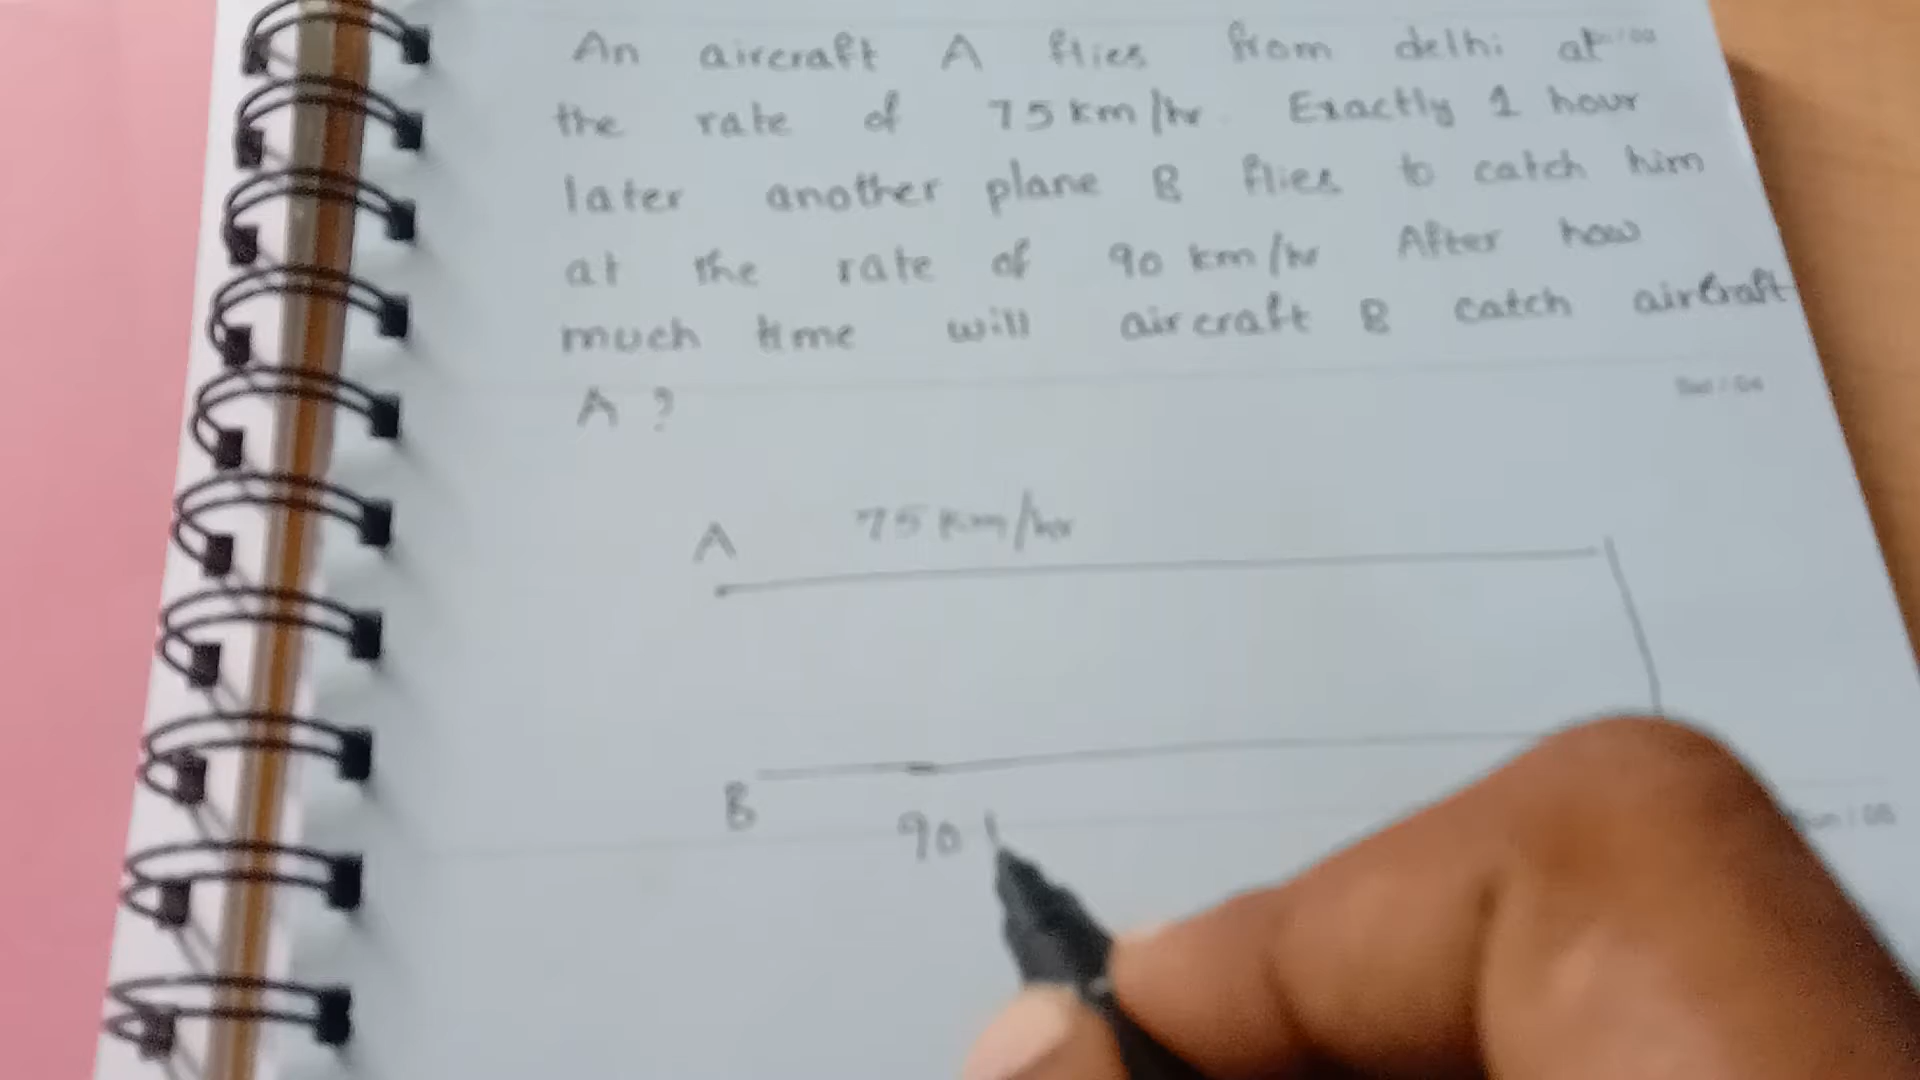 An aircraft A flies from delhi at
the rate of 75 km/hr. Exactly 1 hour
later another plane B flies to catch him
at the rate of 90 km/hr After how
much time will aircraft B catch aircraft
A ?
A 75 km/hr
B
90